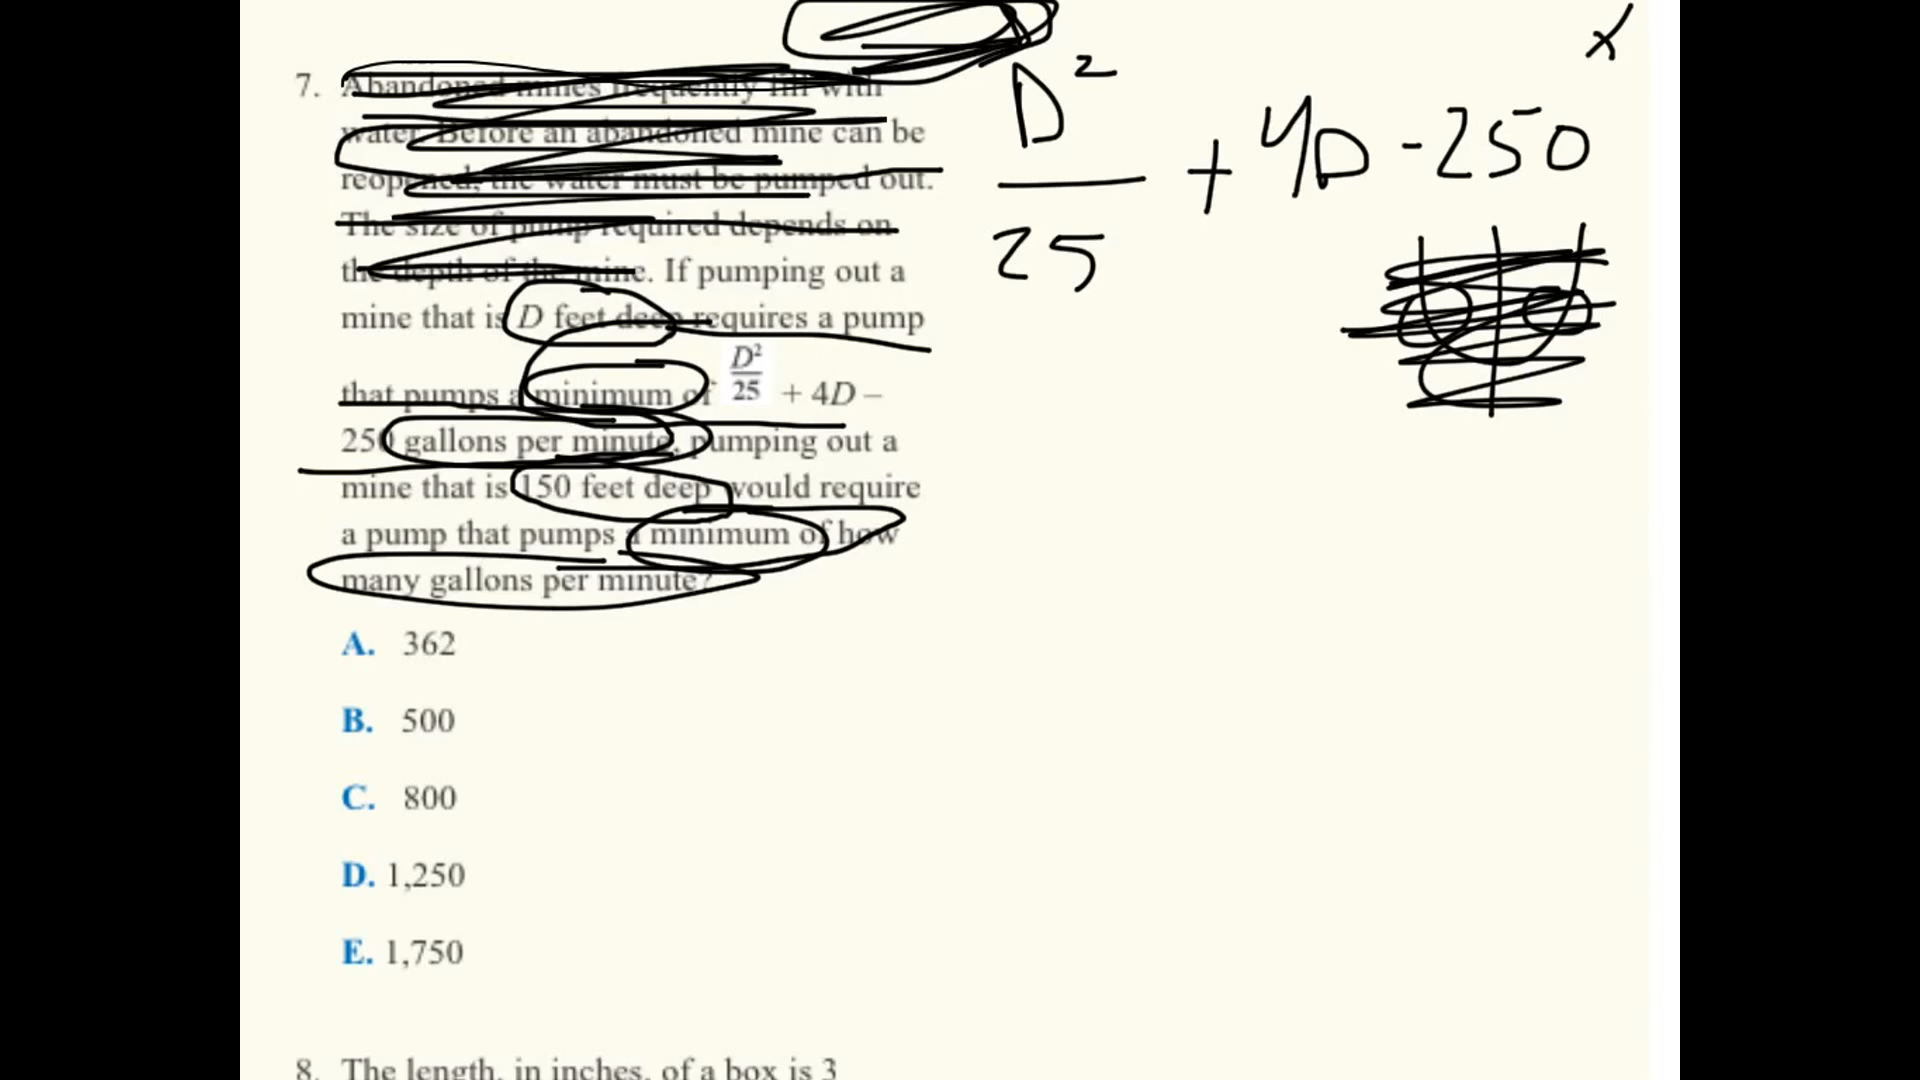 7. Abandoned mines frequently fill with
water. Before an abandoned mine can be
reopened, the water must be pumped out.
The size of pump required depends on
the depth of the mine. If pumping out a
mine that is D feet deep requires a pump
that pumps a minimum of D²/25 + 4D –
250 gallons per minute, pumping out a
mine that is 150 feet deep would require
a pump that pumps a minimum of how
many gallons per minute?
A. 362
B. 500
C. 800
D. 1,250
E. 1,750
8. The length, in inches, of a box is 3
D²/25 + 4D - 250
x